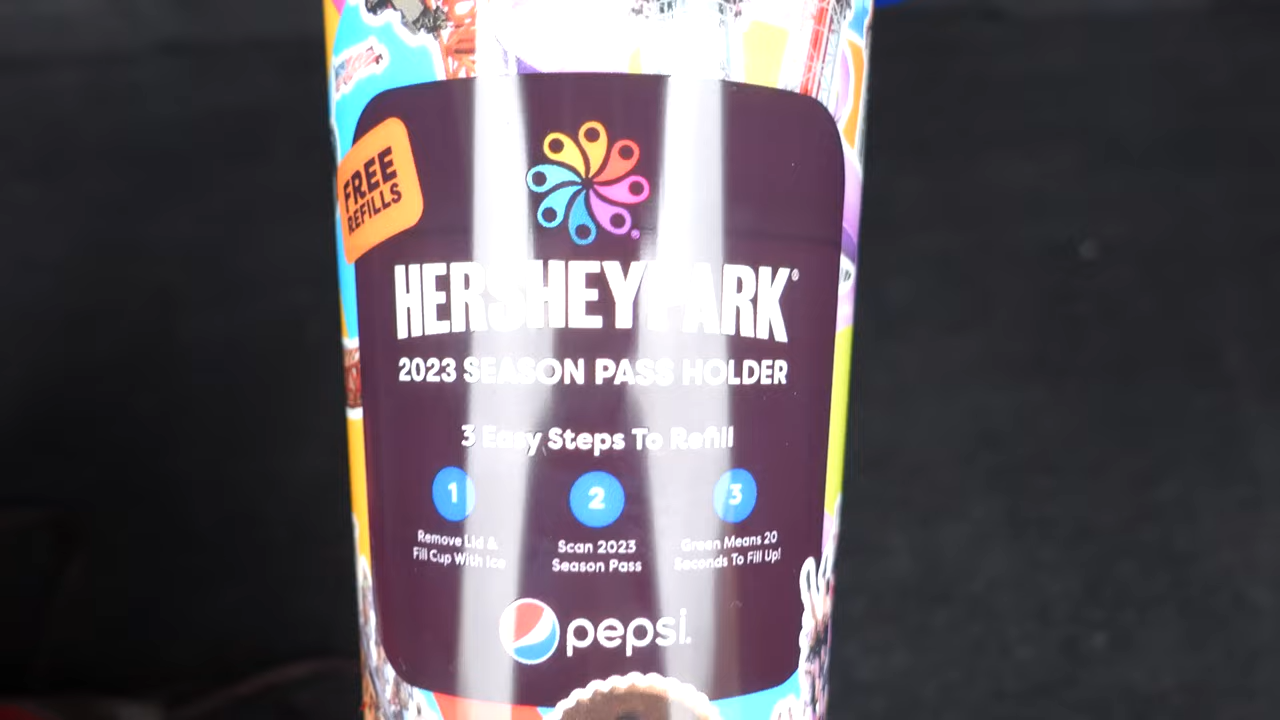 FREE
REFILLS
HERSHEYPARK®
2023 SEASON PASS HOLDER
3 Easy Steps To Refill
1
2
3
Remove Lid &
Fill Cup With Ice
Scan 2023
Season Pass
Green Means 20
Seconds To Fill Up!
pepsi.